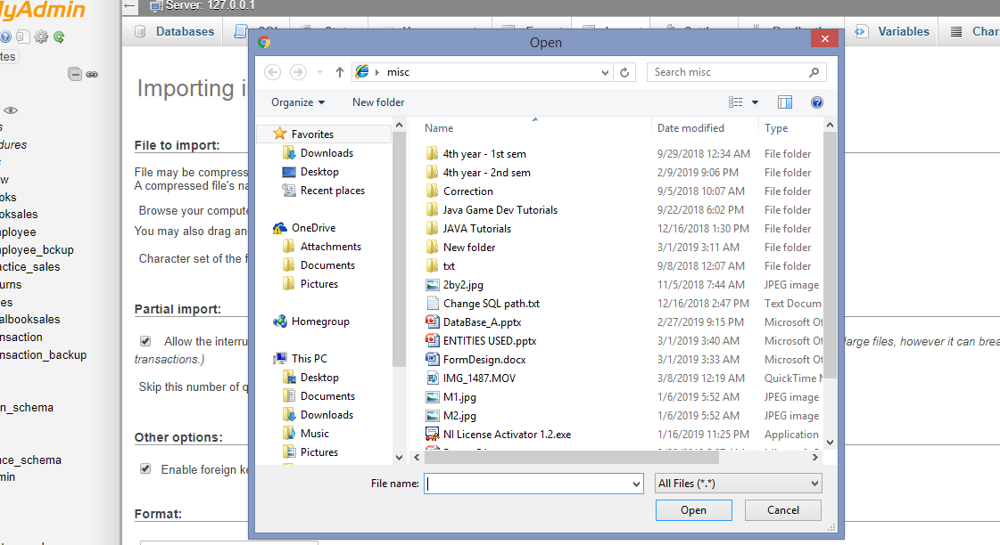 lyAdmin
Server: 127.0.0.1
Databases
Variables
Char
tes
Open
misc
Search misc
Organize
New folder
Importing i
File to import:
File may be compress
A compressed file's na
Browse your compute
You may also drag an
Character set of the f
Partial import:
Allow the interru
arge files, however it can brea
transactions.)
Skip this number of q
Other options:
Enable foreign ke
Format:
s
dures
w
oks
oksales
ployee
ployee_bckup
actice_sales
urns
es
albooksales
nsaction
nsaction_backup
n_schema
nce_schema
min
Favorites
Downloads
Desktop
Recent places
OneDrive
Attachments
Documents
Pictures
Homegroup
This PC
Desktop
Documents
Downloads
Music
Pictures
Name Date modified Type
4th year - 1st sem 9/29/2018 12:34 AM File folder
4th year - 2nd sem 2/9/2019 9:06 PM File folder
Correction 9/5/2018 10:07 AM File folder
Java Game Dev Tutorials 9/22/2018 6:02 PM File folder
JAVA Tutorials 12/16/2018 1:30 PM File folder
New folder 3/1/2019 3:11 AM File folder
txt 9/8/2018 12:07 AM File folder
2by2.jpg 11/5/2018 7:44 AM JPEG image
Change SQL path.txt 12/16/2018 2:47 PM Text Docum
DataBase_A.pptx 2/27/2019 9:15 PM Microsoft Of
ENTITIES USED.pptx 3/1/2019 3:40 AM Microsoft Of
FormDesign.docx 3/1/2019 3:33 AM Microsoft Of
IMG_1487.MOV 3/8/2019 12:19 AM QuickTime M
M1.jpg 1/6/2019 5:52 AM JPEG image
M2.jpg 1/6/2019 5:52 AM JPEG image
NI License Activator 1.2.exe 1/16/2019 11:25 PM Application
File name:
All Files (*.*)
Open
Cancel